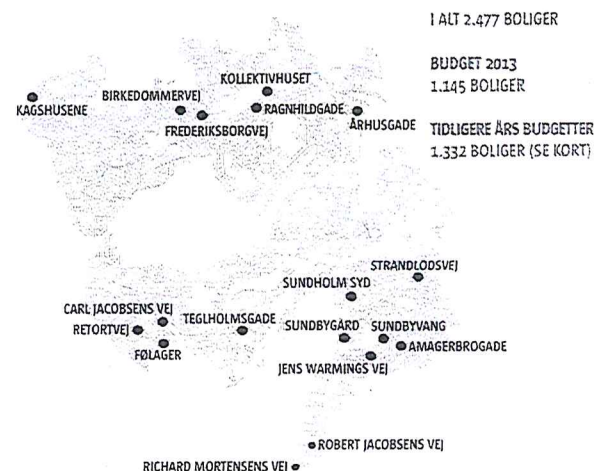 I ALT 2.477 BOLIGER
BUDGET 2013
1.145 BOLIGER
TIDLIGERE ÅRS BUDGETTER
1.332 BOLIGER (SE KORT)
KOLLEKTIVHUSET
KAGSHUSENE
BIRKEDOMMERVEJ
RAGNHILDGADE
FREDERIKSBORGVEJ
ÅRHUSGADE
STRANDLODSVEJ
SUNDHOLM SYD
CARL JACOBSENS VEJ
TEGLHOLMSGADE
RETORTVEJ
SUNDBYGÅRD
SUNDBYVANG
FØLAGER
AMAGERBROGADE
JENS WARMINGS VEJ
ROBERT JACOBSENS VEJ
RICHARD MORTENSENS VEJ